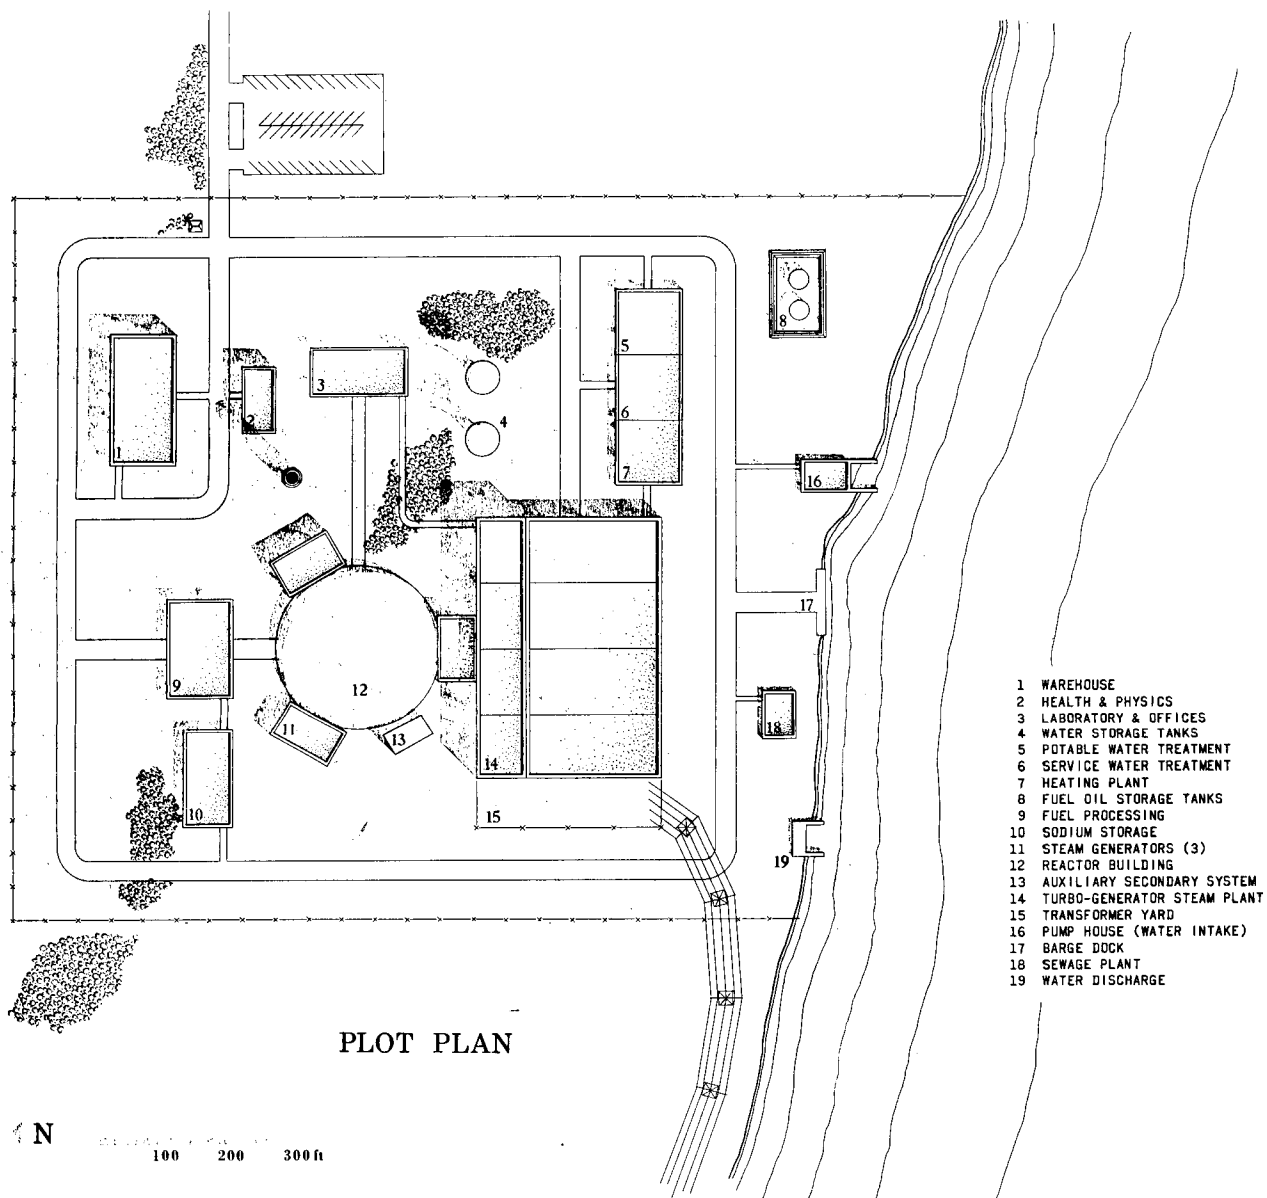 5
8
3
4
2
6
1
7
16
17
9
12
11
13
18
14
10
15
19
1 WAREHOUSE
2 HEALTH & PHYSICS
3 LABORATORY & OFFICES
4 WATER STORAGE TANKS
5 POTABLE WATER TREATMENT
6 SERVICE WATER TREATMENT
7 HEATING PLANT
8 FUEL OIL STORAGE TANKS
9 FUEL PROCESSING
10 SODIUM STORAGE
11 STEAM GENERATORS (3)
12 REACTOR BUILDING
13 AUXILIARY SECONDARY SYSTEM
14 TURBO-GENERATOR STEAM PLANT
15 TRANSFORMER YARD
16 PUMP HOUSE (WATER INTAKE)
17 BARGE DOCK
18 SEWAGE PLANT
19 WATER DISCHARGE
PLOT PLAN
N
100 200 300 ft